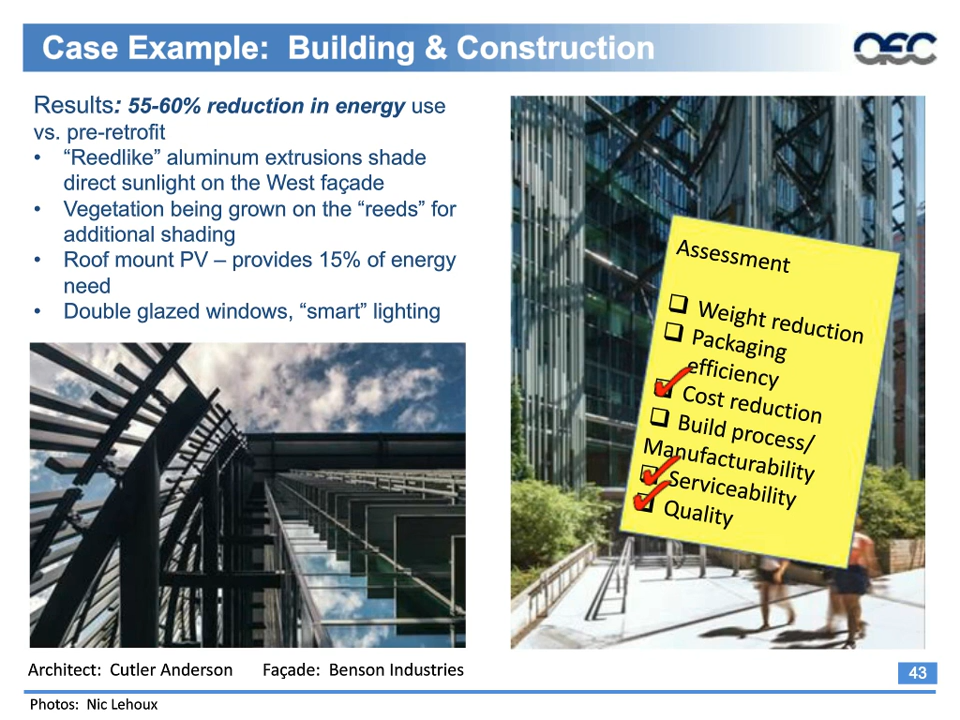 Case Example: Building & Construction
AEC
Results: 55-60% reduction in energy use
vs. pre-retrofit
• “Reedlike” aluminum extrusions shade
direct sunlight on the West façade
• Vegetation being grown on the “reeds” for
additional shading
• Roof mount PV – provides 15% of energy
need
• Double glazed windows, “smart” lighting
Assessment
Weight reduction
Packaging
efficiency
Cost reduction
Build process/
Manufacturability
Serviceability
Quality
Architect: Cutler Anderson Façade: Benson Industries
43
Photos: Nic Lehoux